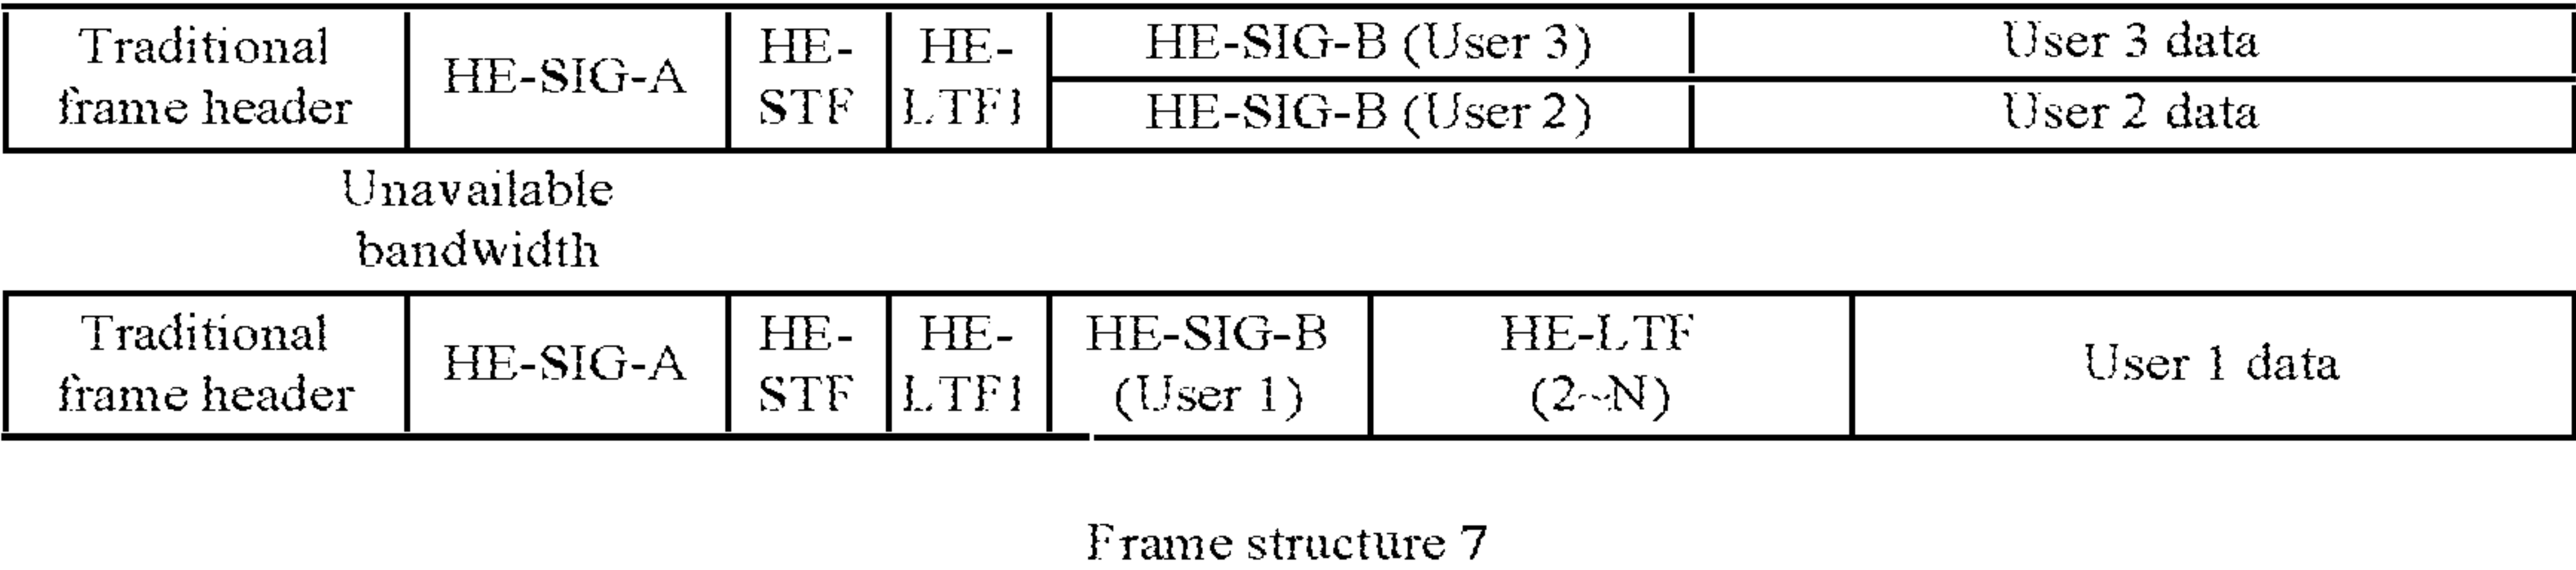 Traditional
frame header
HE-SIG-A
HE-
STF
HE-
LTF1
HE-SIG-B (User 3)
User 3 data
HE-SIG-B (User 2)
User 2 data
Unavailable
bandwidth
Traditional
frame header
HE-SIG-A
HE-
STF
HE-
LTF1
HE-SIG-B
(User 1)
HE-LTF
(2~N)
User 1 data
Frame structure 7